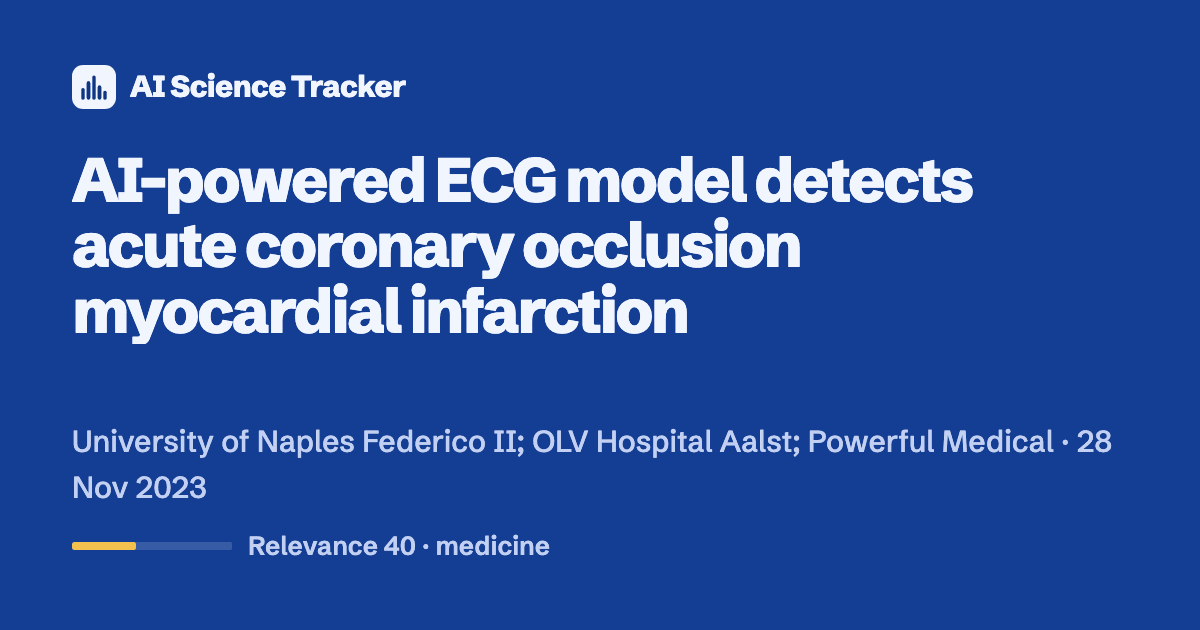 AI Science Tracker
AI-powered ECG model detects
acute coronary occlusion
myocardial infarction
University of Naples Federico II; OLV Hospital Aalst; Powerful Medical · 28
Nov 2023
Relevance 40 · medicine